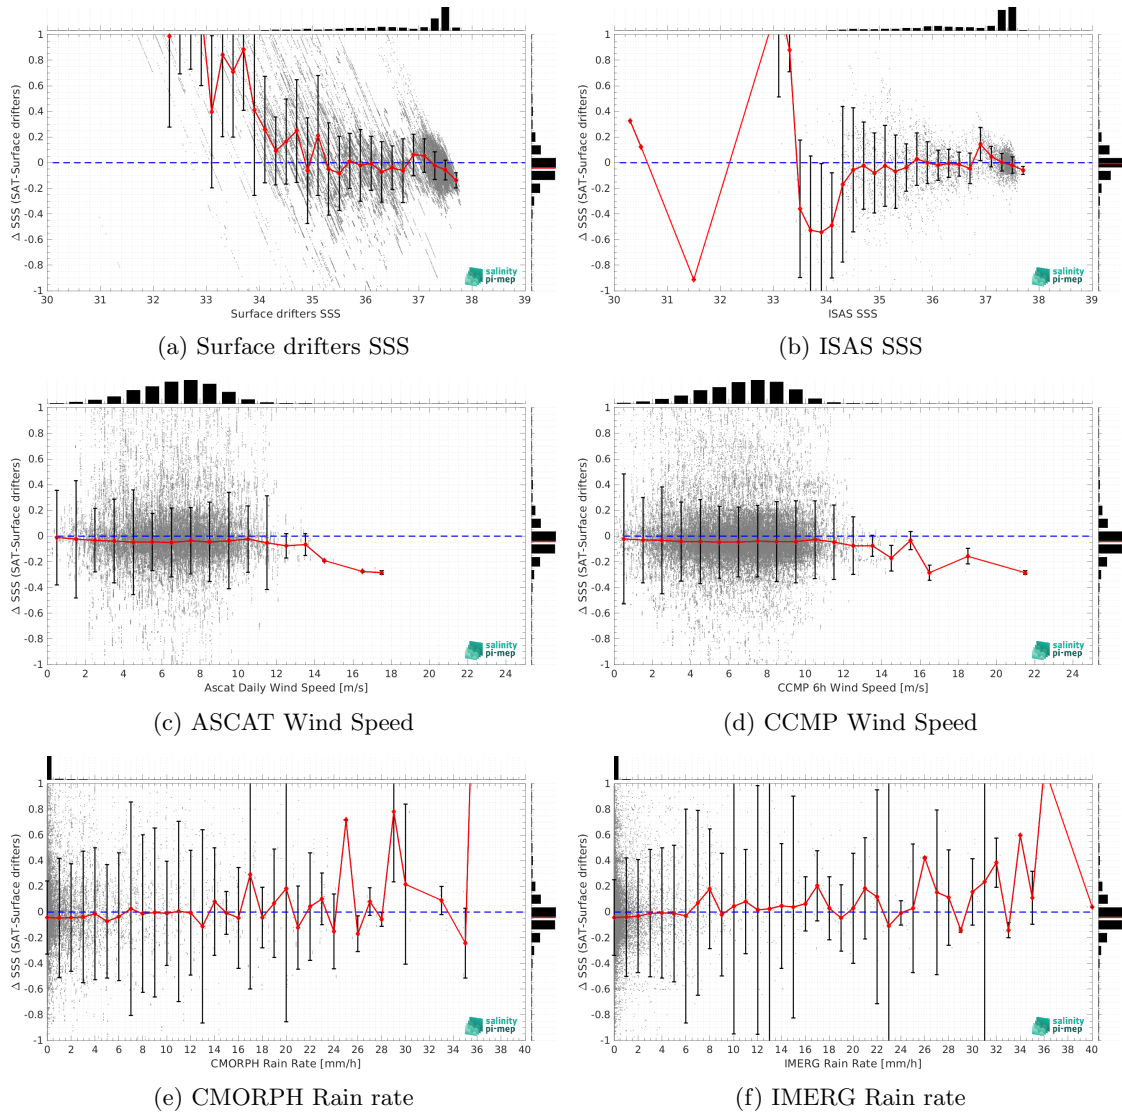 1
0.8
0.6
0.4
0.2
0
-0.2
-0.4
-0.6
-0.8
-1
Δ SSS (SAT-Surface drifters)
salinity
pi-mep
30 31 32 33 34 35 36 37 38 39
Surface drifters SSS
(a) Surface drifters SSS
1
0.8
0.6
0.4
0.2
0
-0.2
-0.4
-0.6
-0.8
-1
Δ SSS (SAT-Surface drifters)
salinity
pi-mep
30 31 32 33 34 35 36 37 38 39
ISAS SSS
(b) ISAS SSS
1
0.8
0.6
0.4
0.2
0
-0.2
-0.4
-0.6
-0.8
-1
Δ SSS (SAT-Surface drifters)
salinity
pi-mep
0 2 4 6 8 10 12 14 16 18 20 22 24
Ascat Daily Wind Speed [m/s]
(c) ASCAT Wind Speed
1
0.8
0.6
0.4
0.2
0
-0.2
-0.4
-0.6
-0.8
-1
Δ SSS (SAT-Surface drifters)
salinity
pi-mep
0 2 4 6 8 10 12 14 16 18 20 22 24
CCMP 6h Wind Speed [m/s]
(d) CCMP Wind Speed
1
0.8
0.6
0.4
0.2
0
-0.2
-0.4
-0.6
-0.8
-1
Δ SSS (SAT-Surface drifters)
salinity
pi-mep
0 2 4 6 8 10 12 14 16 18 20 22 24 26 28 30 32 34 36 38 40
CMORPH Rain Rate [mm/h]
(e) CMORPH Rain rate
1
0.8
0.6
0.4
0.2
0
-0.2
-0.4
-0.6
-0.8
-1
Δ SSS (SAT-Surface drifters)
salinity
pi-mep
0 2 4 6 8 10 12 14 16 18 20 22 24 26 28 30 32 34 36 38 40
IMERG Rain Rate [mm/h]
(f) IMERG Rain rate